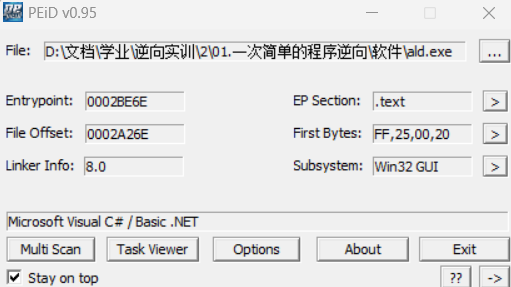 PEiD v0.95
File: D:\文档\学业\逆向实训\2\01.一次简单的程序逆向\软件\ald.exe ...
Entrypoint: 0002BE6E EP Section: .text >
File Offset: 0002A26E First Bytes: FF,25,00,20 >
Linker Info: 8.0 Subsystem: Win32 GUI >
Microsoft Visual C# / Basic .NET
Multi Scan Task Viewer Options About Exit
Stay on top ?? ->